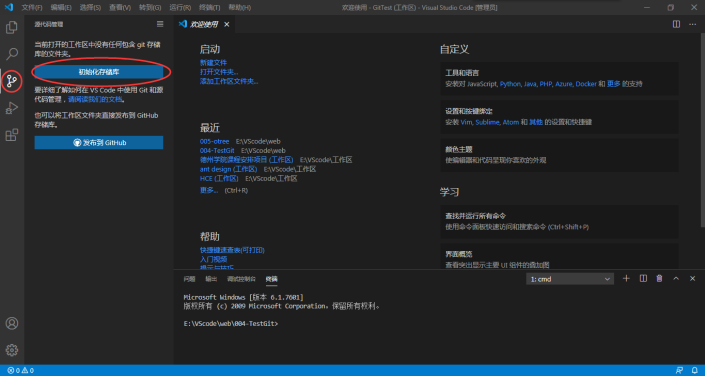 文件(F) 编辑(E) 选择(S) 查看(V) 转到(G) 运行(R) 终端(T) 帮助(H) 欢迎使用 - GitTest (工作区) - Visual Studio Code [管理员]
源代码管理
欢迎使用
当前打开的工作区中没有任何包含 git 存储
库的文件夹。
初始化存储库
要详细了解如何在 VS Code 中使用 Git 和源
代码管理，请阅读我们的文档。
也可以将工作区文件夹直接发布到 GitHub
存储库。
发布到 GitHub
启动
新建文件
打开文件夹...
添加工作区文件夹...
最近
005-otree E:\VScode\web
004-TestGit E:\VScode\web
德州学院课程安排项目 (工作区) E:\VScode\工作区
ant design (工作区) E:\VScode\工作区
HCE (工作区) E:\VScode\工作区
更多... (Ctrl+R)
帮助
快捷键速查表(可打印)
入门视频
提示与技巧
自定义
工具和语言
安装对 JavaScript, Python, Java, PHP, Azure, Docker 和 更多 的支持
设置和按键绑定
安装 Vim, Sublime, Atom 和 其他 的设置和快捷键
颜色主题
使编辑器和代码呈现你喜欢的外观
学习
查找并运行所有命令
使用命令面板快速访问和搜索命令 (Ctrl+Shift+P)
界面概览
查看突出显示主要 UI 组件的叠加图
问题 输出 调试控制台 终端
1: cmd
Microsoft Windows [版本 6.1.7601]
版权所有 (c) 2009 Microsoft Corporation。保留所有权利。
E:\VScode\web\004-TestGit>
0 0